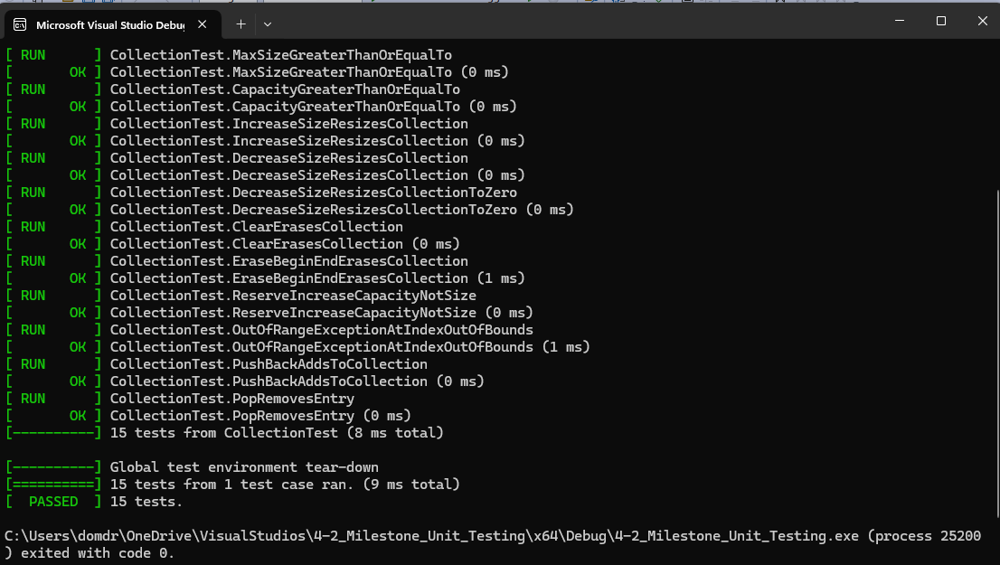 Microsoft Visual Studio Debug
[ RUN      ] CollectionTest.MaxSizeGreaterThanOrEqualTo
[       OK ] CollectionTest.MaxSizeGreaterThanOrEqualTo (0 ms)
[ RUN      ] CollectionTest.CapacityGreaterThanOrEqualTo
[       OK ] CollectionTest.CapacityGreaterThanOrEqualTo (0 ms)
[ RUN      ] CollectionTest.IncreaseSizeResizesCollection
[       OK ] CollectionTest.IncreaseSizeResizesCollection (0 ms)
[ RUN      ] CollectionTest.DecreaseSizeResizesCollection
[       OK ] CollectionTest.DecreaseSizeResizesCollection (0 ms)
[ RUN      ] CollectionTest.DecreaseSizeResizesCollectionToZero
[       OK ] CollectionTest.DecreaseSizeResizesCollectionToZero (0 ms)
[ RUN      ] CollectionTest.ClearErasesCollection
[       OK ] CollectionTest.ClearErasesCollection (0 ms)
[ RUN      ] CollectionTest.EraseBeginEndErasesCollection
[       OK ] CollectionTest.EraseBeginEndErasesCollection (1 ms)
[ RUN      ] CollectionTest.ReserveIncreaseCapacityNotSize
[       OK ] CollectionTest.ReserveIncreaseCapacityNotSize (0 ms)
[ RUN      ] CollectionTest.OutOfRangeExceptionAtIndexOutOfBounds
[       OK ] CollectionTest.OutOfRangeExceptionAtIndexOutOfBounds (1 ms)
[ RUN      ] CollectionTest.PushBackAddsToCollection
[       OK ] CollectionTest.PushBackAddsToCollection (0 ms)
[ RUN      ] CollectionTest.PopRemovesEntry
[       OK ] CollectionTest.PopRemovesEntry (0 ms)
[----------] 15 tests from CollectionTest (8 ms total)
[----------] Global test environment tear-down
[==========] 15 tests from 1 test case ran. (9 ms total)
[  PASSED  ] 15 tests.
C:\Users\domdr\OneDrive\VisualStudios\4-2_Milestone_Unit_Testing\x64\Debug\4-2_Milestone_Unit_Testing.exe (process 25200
) exited with code 0.